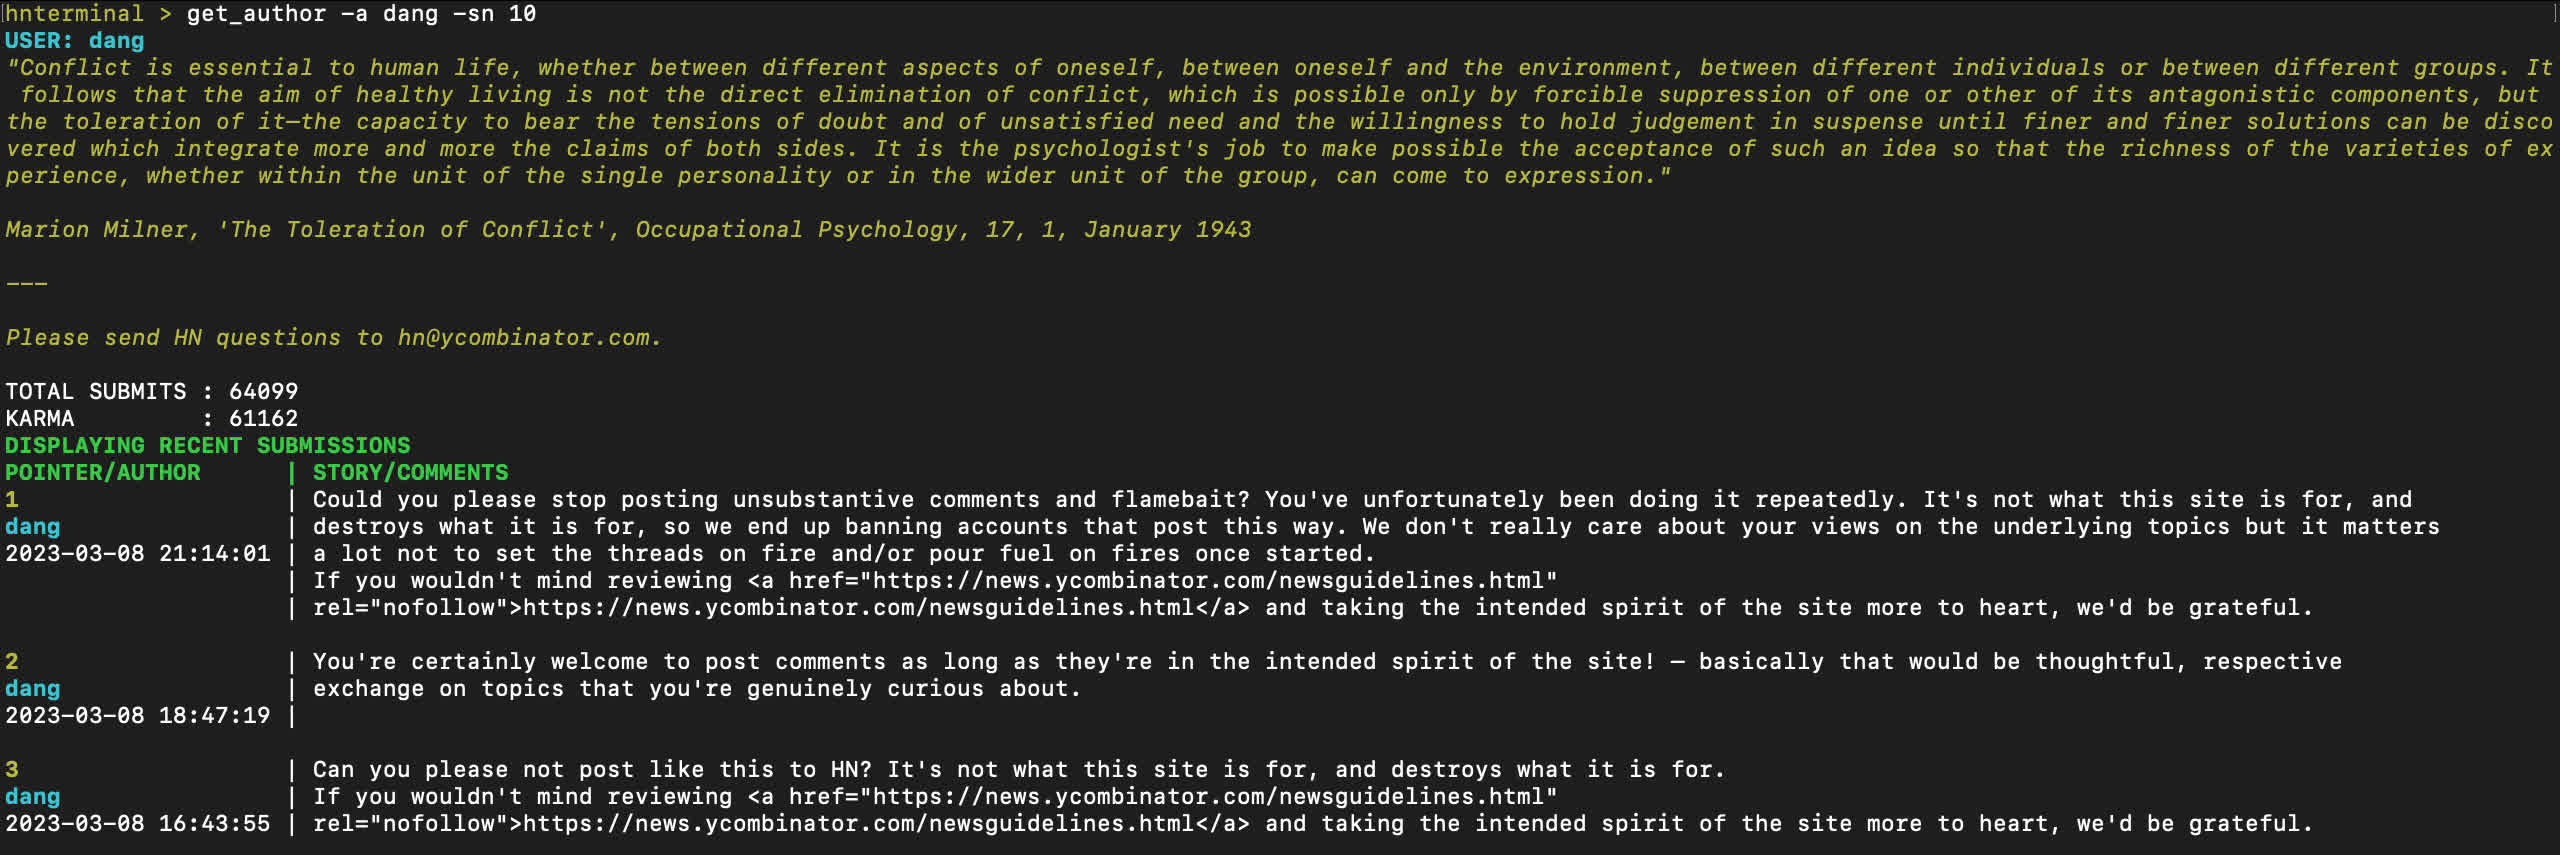 hnterminal > get_author -a dang -sn 10
USER: dang
"Conflict is essential to human life, whether between different aspects of oneself, between oneself and the environment, between different individuals or between different groups. It
follows that the aim of healthy living is not the direct elimination of conflict, which is possible only by forcible suppression of one or other of its antagonistic components, but
the toleration of it—the capacity to bear the tensions of doubt and of unsatisfied need and the willingness to hold judgement in suspense until finer and finer solutions can be disco
vered which integrate more and more the claims of both sides. It is the psychologist's job to make possible the acceptance of such an idea so that the richness of the varieties of ex
perience, whether within the unit of the single personality or in the wider unit of the group, can come to expression."
Marion Milner, 'The Toleration of Conflict', Occupational Psychology, 17, 1, January 1943
---
Please send HN questions to hn@ycombinator.com.
TOTAL SUBMITS : 64099
KARMA : 61162
DISPLAYING RECENT SUBMISSIONS
POINTER/AUTHOR | STORY/COMMENTS
1 | Could you please stop posting unsubstantive comments and flamebait? You've unfortunately been doing it repeatedly. It's not what this site is for, and
dang | destroys what it is for, so we end up banning accounts that post this way. We don't really care about your views on the underlying topics but it matters
2023-03-08 21:14:01 | a lot not to set the threads on fire and/or pour fuel on fires once started.
| If you wouldn't mind reviewing <a href="https://news.ycombinator.com/newsguidelines.html"
| rel="nofollow">https://news.ycombinator.com/newsguidelines.html</a> and taking the intended spirit of the site more to heart, we'd be grateful.
2 | You're certainly welcome to post comments as long as they're in the intended spirit of the site! – basically that would be thoughtful, respective
dang | exchange on topics that you're genuinely curious about.
2023-03-08 18:47:19 |
3 | Can you please not post like this to HN? It's not what this site is for, and destroys what it is for.
dang | If you wouldn't mind reviewing <a href="https://news.ycombinator.com/newsguidelines.html"
2023-03-08 16:43:55 | rel="nofollow">https://news.ycombinator.com/newsguidelines.html</a> and taking the intended spirit of the site more to heart, we'd be grateful.